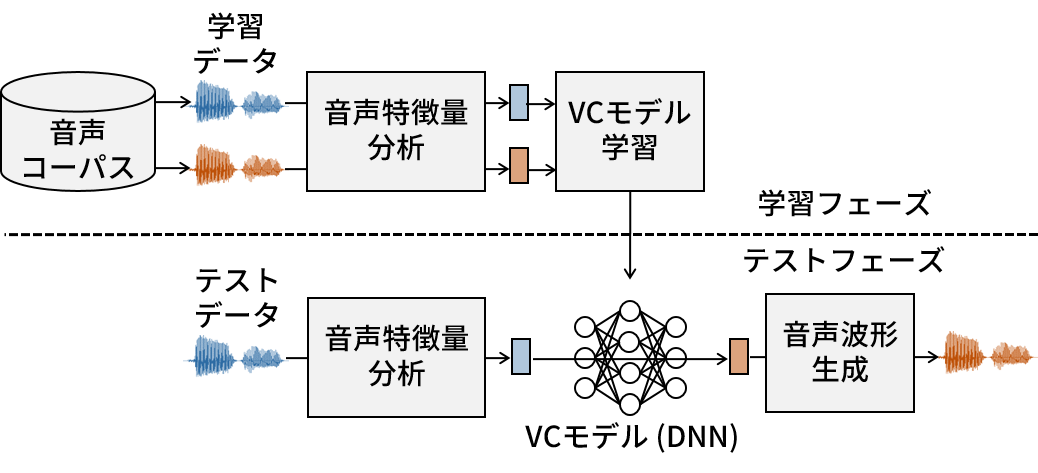 学習
データ
音声
コーパス
音声特徴量
分析
VCモデル
学習
学習フェーズ
テストフェーズ
テスト
データ
音声特徴量
分析
VCモデル (DNN)
音声波形
生成